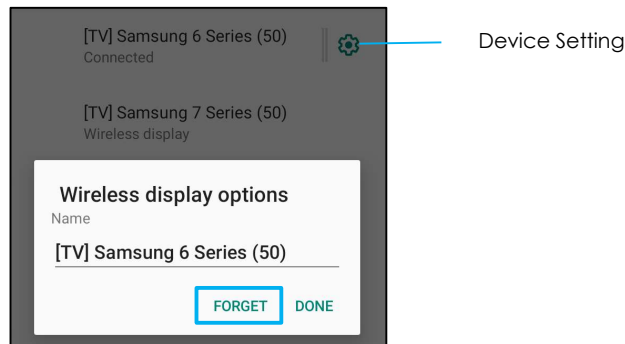 [TV] Samsung 6 Series (50)
Connected
Device Setting
[TV] Samsung 7 Series (50)
Wireless display
Wireless display options
Name
[TV] Samsung 6 Series (50)
FORGET DONE